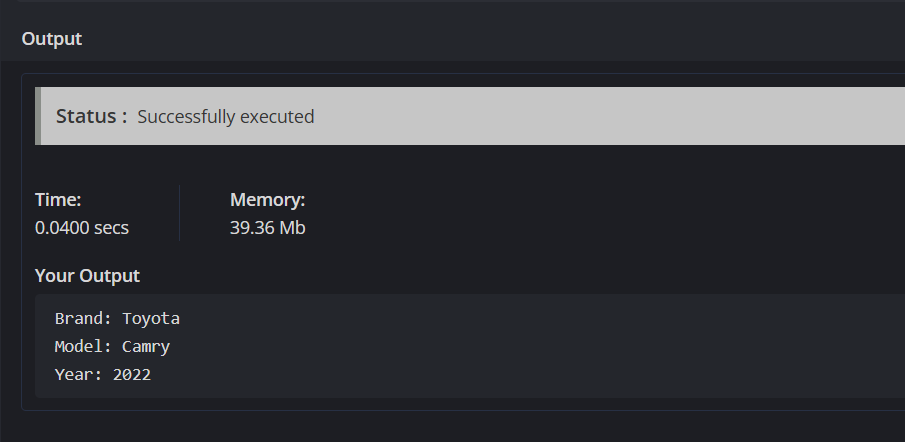 Output
Status : Successfully executed
Time:
0.0400 secs
Memory:
39.36 Mb
Your Output
Brand: Toyota
Model: Camry
Year: 2022